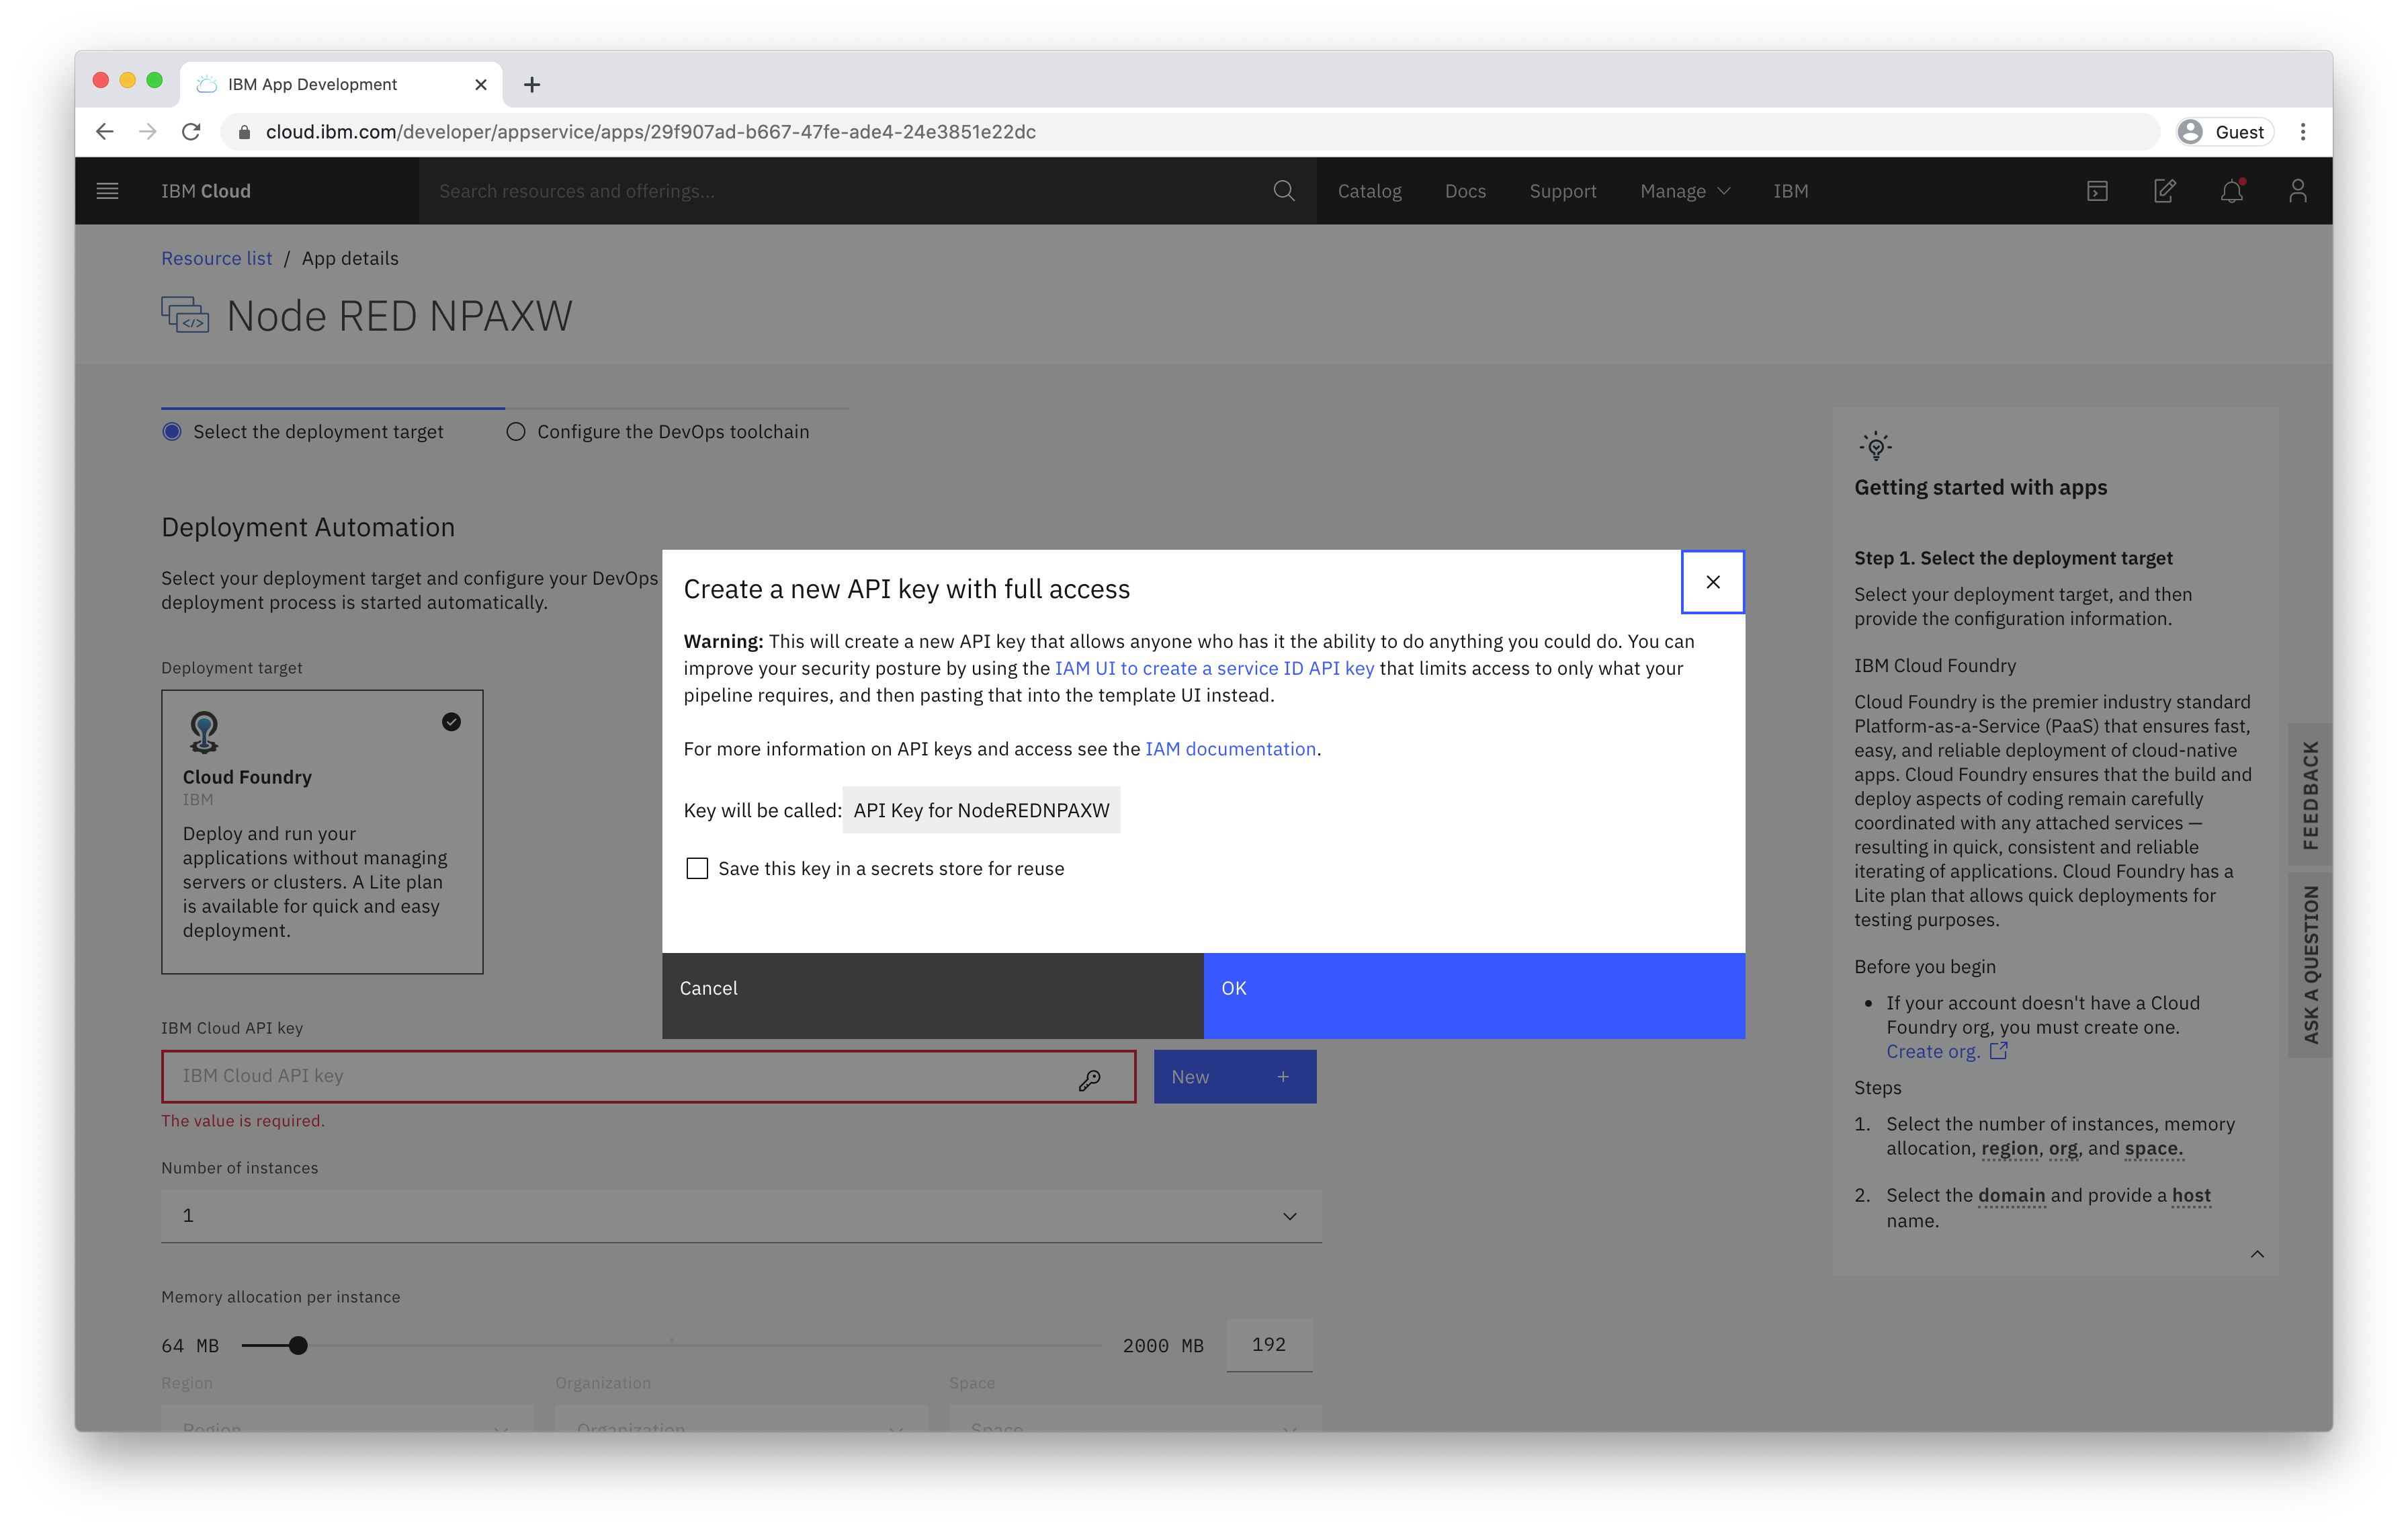 IBM App Development
cloud.ibm.com/developer/appservice/apps/29f907ad-b667-47fe-ade4-24e3851e22dc
Guest
IBM Cloud
Search resources and offerings...
Catalog
Docs
Support
Manage
IBM
Resource list / App details
Node RED NPAXW
Select the deployment target
Configure the DevOps toolchain
Deployment Automation
Select your deployment target and configure your DevOps
deployment process is started automatically.
Deployment target
Cloud Foundry
IBM
Deploy and run your
applications without managing
servers or clusters. A Lite plan
is available for quick and easy
deployment.
Create a new API key with full access
Warning: This will create a new API key that allows anyone who has it the ability to do anything you could do. You can
improve your security posture by using the IAM UI to create a service ID API key that limits access to only what your
pipeline requires, and then pasting that into the template UI instead.
For more information on API keys and access see the IAM documentation.
Key will be called: API Key for NodeREDNPAXW
Save this key in a secrets store for reuse
Cancel
OK
IBM Cloud API key
IBM Cloud API key
New +
The value is required.
Number of instances
1
Memory allocation per instance
64 MB
2000 MB
192
Region
Organization
Space
Region
Organization
Space
Getting started with apps
Step 1. Select the deployment target
Select your deployment target, and then
provide the configuration information.
IBM Cloud Foundry
Cloud Foundry is the premier industry standard
Platform-as-a-Service (PaaS) that ensures fast,
easy, and reliable deployment of cloud-native
apps. Cloud Foundry ensures that the build and
deploy aspects of coding remain carefully
coordinated with any attached services —
resulting in quick, consistent and reliable
iterating of applications. Cloud Foundry has a
Lite plan that allows quick deployments for
testing purposes.
Before you begin
• If your account doesn't have a Cloud
Foundry org, you must create one.
Create org.
Steps
1. Select the number of instances, memory
allocation, region, org, and space.
2. Select the domain and provide a host
name.
FEEDBACK
ASK A QUESTION